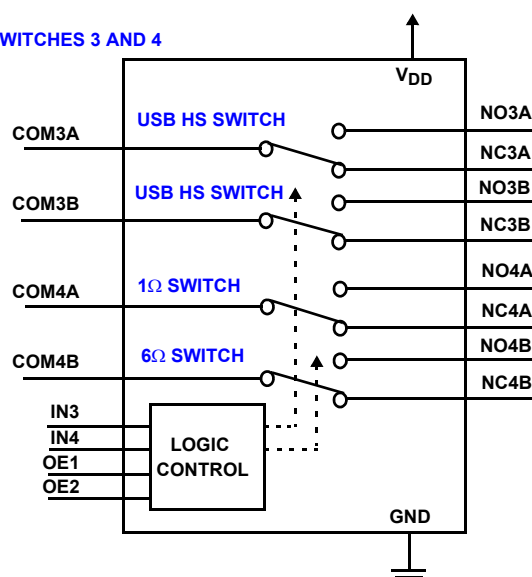 WITCHES 3 AND 4
VDD
COM3A
USB HS SWITCH
NO3A
NC3A
COM3B
USB HS SWITCH
NO3B
NC3B
COM4A
1Ω SWITCH
NO4A
NC4A
COM4B
6Ω SWITCH
NO4B
NC4B
IN3
IN4
OE1
OE2
LOGIC
CONTROL
GND